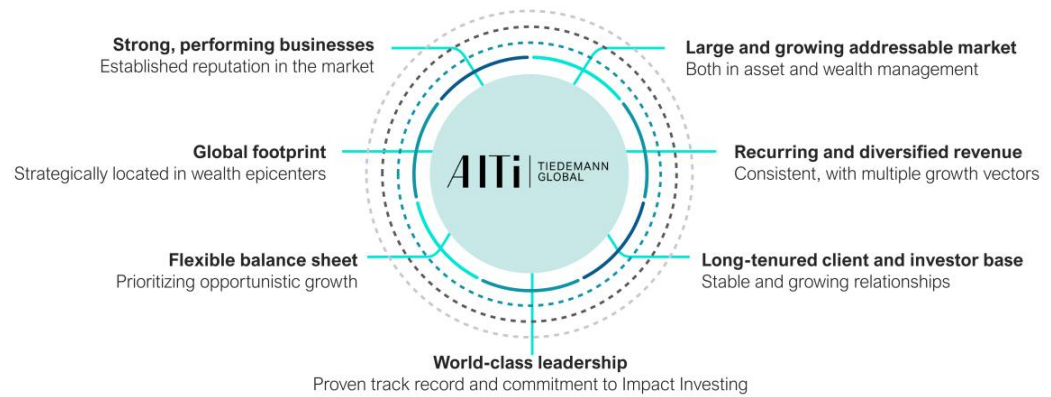 Strong, performing businesses
Established reputation in the market
Large and growing addressable market
Both in asset and wealth management
Global footprint
Strategically located in wealth epicenters
AlTi
TIEDEMANN
GLOBAL
Recurring and diversified revenue
Consistent, with multiple growth vectors
Flexible balance sheet
Prioritizing opportunistic growth
Long-tenured client and investor base
Stable and growing relationships
World-class leadership
Proven track record and commitment to Impact Investing